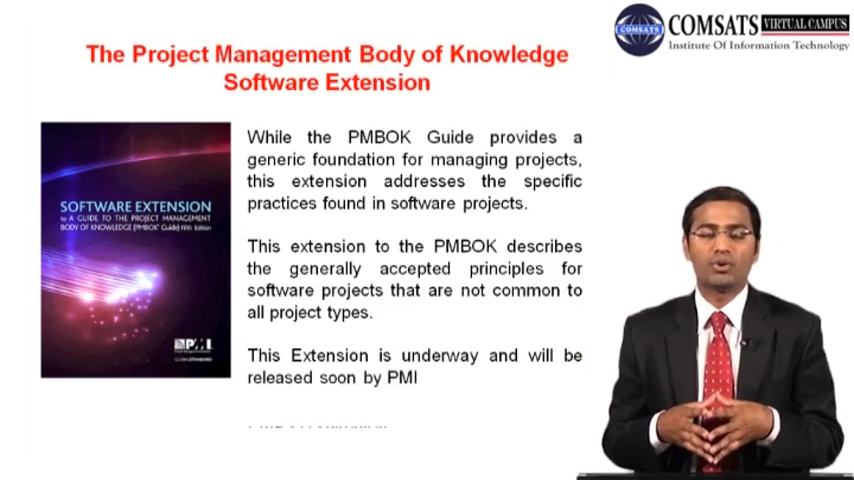 COMSATS VIRTUAL CAMPUS
COMSATS
Institute Of Information Technology
The Project Management Body of Knowledge
Software Extension
SOFTWARE EXTENSION
to A GUIDE TO THE PROJECT MANAGEMENT
BODY OF KNOWLEDGE (PMBOK® Guide) Fifth Edition
PMI
While the PMBOK Guide provides a
generic foundation for managing projects,
this extension addresses the specific
practices found in software projects.
This extension to the PMBOK describes
the generally accepted principles for
software projects that are not common to
all project types.
This Extension is underway and will be
released soon by PMI